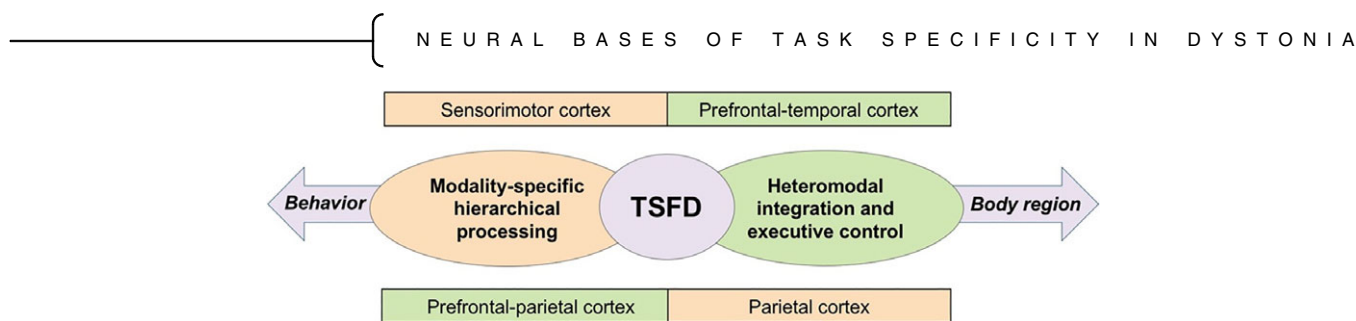 NEURAL BASES OF TASK SPECIFICITY IN DYSTONIA
Sensorimotor cortex
Prefrontal-temporal cortex
Behavior
Modality-specific
hierarchical
processing
TSFD
Heteromodal
integration and
executive control
Body region
Prefrontal-parietal cortex
Parietal cortex